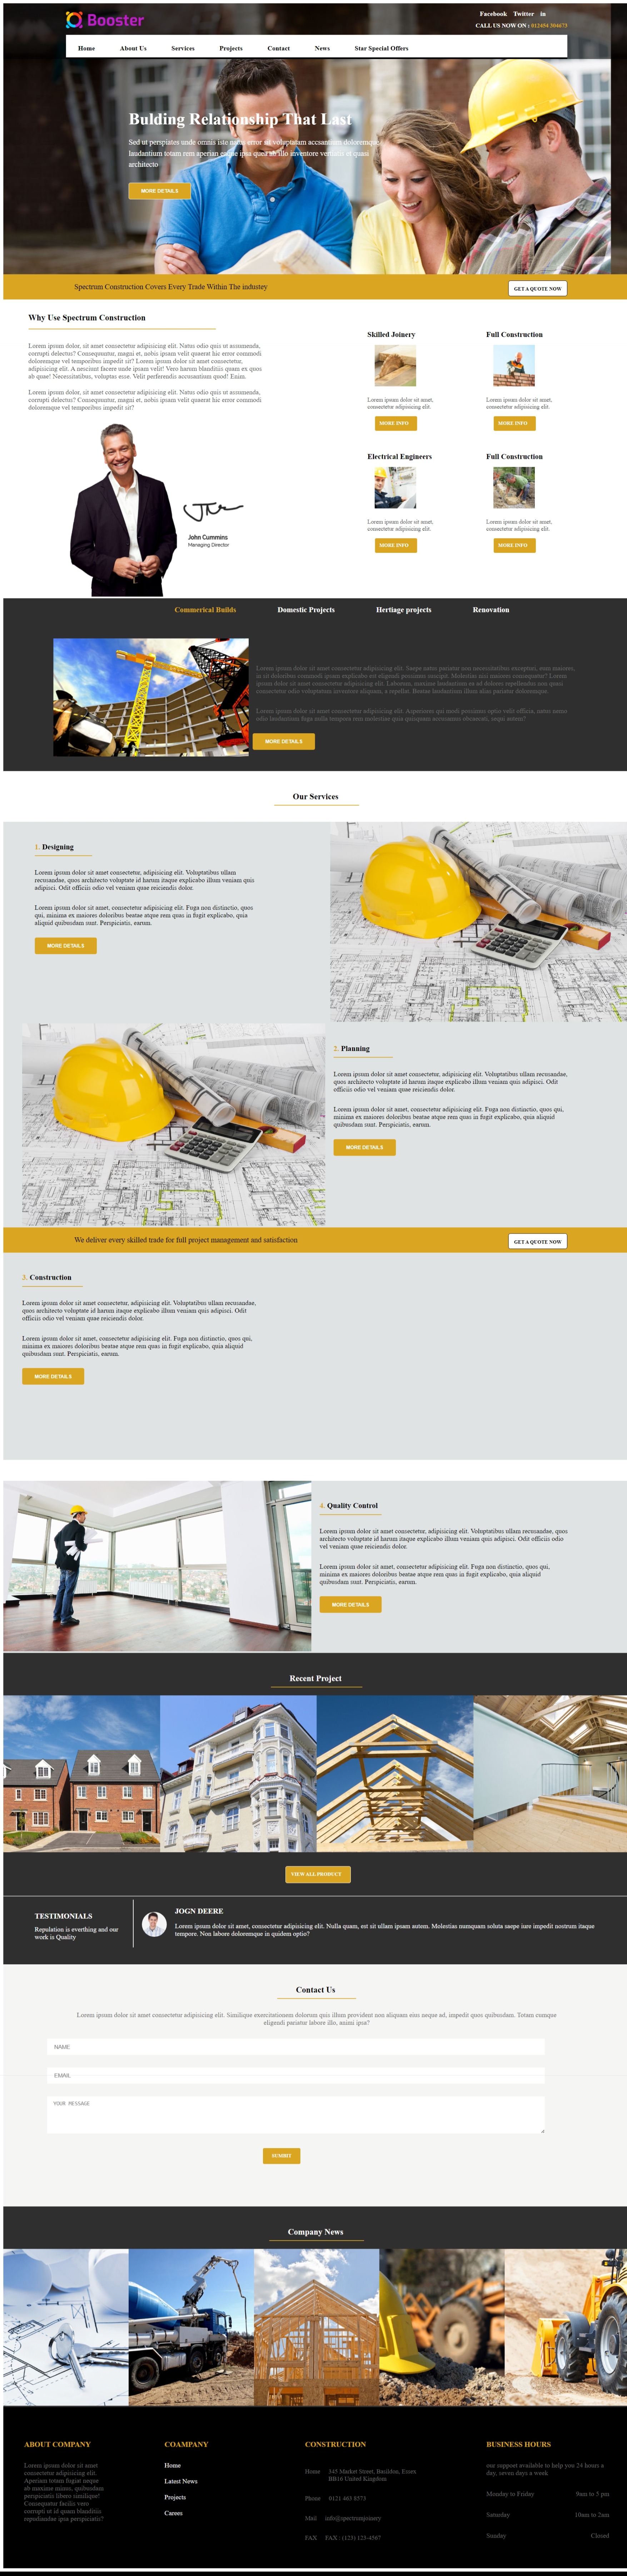 Booster
Facebook Twitter in
CALL US NOW ON : 012454 304673
Home About Us Services Projects Contact News Star Special Offers
Bulding Relationship That Last
Sed ut perspiates unde omnis iste natus error sit voluptatam accsantium doloremque
laudantium totam rem aperian eaque ipsa quea ab illo inventore veritatis et quasi
architecto
MORE DETAILS
Spectrum Construction Covers Every Trade Within The industey
GET A QUOTE NOW
Why Use Spectrum Construction
Lorem ipsum dolor, sit amet consectetur adipisicing elit. Natus odio quis ut assumenda,
corrupti delectus? Consequuntur, magni et, nobis ipsam velit quaerat hic error commodi
doloremque vel temporibus impedit sit? Lorem ipsum dolor sit amet consectetur,
adipisicing elit. A nesciunt facere unde ipsam velit! Vero harum blanditiis quam ex quos
ab quae! Necessitatibus, voluptas esse. Velit perferendis accusantium quod! Enim.
Lorem ipsum dolor, sit amet consectetur adipisicing elit. Natus odio quis ut assumenda,
corrupti delectus? Consequuntur, magni et, nobis ipsam velit quaerat hic error commodi
doloremque vel temporibus impedit sit?
John Cummins
Managing Director
Skilled Joinery
Lorem ipsum dolor sit amet,
consectetur adipisicing elit.
MORE INFO
Full Construction
Lorem ipsum dolor sit amet,
consectetur adipisicing elit.
MORE INFO
Electrical Engineers
Lorem ipsum dolor sit amet,
consectetur adipisicing elit.
MORE INFO
Full Construction
Lorem ipsum dolor sit amet,
consectetur adipisicing elit.
MORE INFO
Commerical Builds Domestic Projects Hertiage projects Renovation
Lorem ipsum dolor sit amet consectetur adipisicing elit. Saepe natus pariatur non necessitatibus excepturi, eum maiores,
in sit doloribus commodi ipsam explicabo est eligendi possimus suscipit. Molestias nisi maiores consequatur? Lorem
ipsum dolor sit amet consectetur adipisicing elit. Laborum, maxime laudantium ea ad dolores repellendus non quasi
consectetur odio voluptatum inventore aliquam, a repellat. Beatae laudantium illum alias pariatur doloremque.
Lorem ipsum dolor sit amet consectetur adipisicing elit. Asperiores qui modi possimus optio velit officia, natus nemo
odio laudantium fuga nulla tempora rem molestiae quia quisquam accusamus obcaecati, sequi autem?
MORE DETAILS
Our Services
1. Designing
Lorem ipsum dolor sit amet consectetur, adipisicing elit. Voluptatibus ullam
recusandae, quos architecto voluptate id harum itaque explicabo illum veniam quis
adipisci. Odit officiis odio vel veniam quae reiciendis dolor.
Lorem ipsum dolor sit amet, consectetur adipisicing elit. Fuga non distinctio, quos
qui, minima ex maiores doloribus beatae atque rem quas in fugit explicabo, quia
aliquid quibusdam sunt. Perspiciatis, earum.
MORE DETAILS
2. Planning
Lorem ipsum dolor sit amet consectetur, adipisicing elit. Voluptatibus ullam recusandae,
quos architecto voluptate id harum itaque explicabo illum veniam quis adipisci. Odit
officiis odio vel veniam quae reiciendis dolor.
Lorem ipsum dolor sit amet, consectetur adipisicing elit. Fuga non distinctio, quos qui,
minima ex maiores doloribus beatae atque rem quas in fugit explicabo, quia aliquid
quibusdam sunt. Perspiciatis, earum.
MORE DETAILS
We deliver every skilled trade for full project management and satisfaction
GET A QUOTE NOW
3. Construction
Lorem ipsum dolor sit amet consectetur, adipisicing elit. Voluptatibus ullam recusandae,
quos architecto voluptate id harum itaque explicabo illum veniam quis adipisci. Odit
officiis odio vel veniam quae reiciendis dolor.
Lorem ipsum dolor sit amet, consectetur adipisicing elit. Fuga non distinctio, quos qui,
minima ex maiores doloribus beatae atque rem quas in fugit explicabo, quia aliquid
quibusdam sunt. Perspiciatis, earum.
MORE DETAILS
4. Quality Control
Lorem ipsum dolor sit amet consectetur, adipisicing elit. Voluptatibus ullam recusandae, quos
architecto voluptate id harum itaque explicabo illum veniam quis adipisci. Odit officiis odio
vel veniam quae reiciendis dolor.
Lorem ipsum dolor sit amet, consectetur adipisicing elit. Fuga non distinctio, quos qui,
minima ex maiores doloribus beatae atque rem quas in fugit explicabo, quia aliquid
quibusdam sunt. Perspiciatis, earum.
MORE DETAILS
Recent Project
VIEW ALL PRODUCT
TESTIMONIALS
Repulation is everthing and our
work is Quality
JOGN DEERE
Lorem ipsum dolor sit amet, consectetur adipisicing elit. Nulla quam, est sit ullam ipsam autem. Molestias numquam soluta saepe iure impedit nostrum itaque
tempore. Non labore doloremque in quidem optio?
Contact Us
Lorem ipsum dolor sit amet consectetur adipisicing elit. Similique exercitationem dolorum quis illum provident non aliquam eius neque ad, impedit quos quibusdam. Totam cumque
eligendi pariatur labore illo, animi ipsa?
NAME
EMAIL
YOUR MESSAGE
SUMBIT
Company News
ABOUT COMPANY
Lorem ipsum dolor sit amet
consectetur adipisicing elit.
Aperiam totam fugiat neque
ab maxime minus, quibusdam
perspiciatis libero similique!
Consequatur facilis vero
corrupti ut id quam blanditiis
repudiandae ipsa perspiciatis?
COAMPANY
Home
Latest News
Projects
Carees
CONSTRUCTION
Home 345 Market Street, Basildon, Essex
BB16 United Kingdom
Phone 0121 463 9373
Mail info@spectrumpsinery
FAX FAX : (123) 123-4567
BUSINESS HOURS
our support available to help you 24 hours a
day, seven days a week
Monday to Friday 9am to 5 pm
Saturday 10am to 2am
Sunday Closed